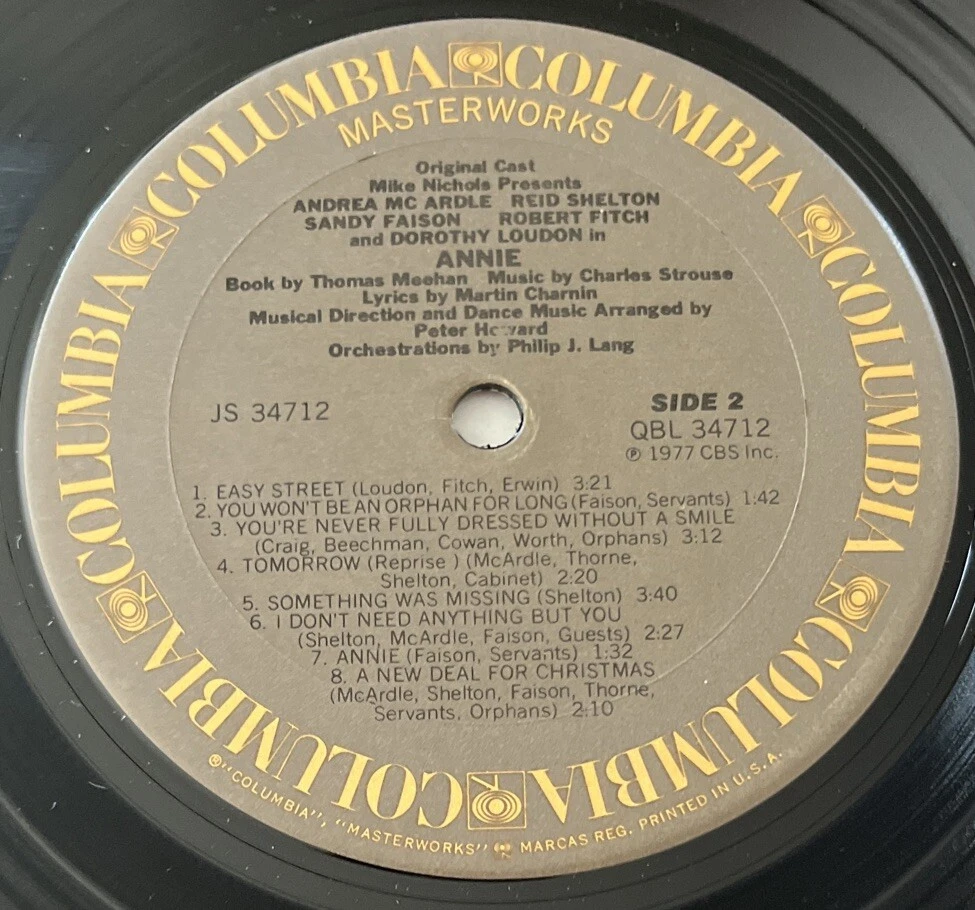 COLUMBIA COLUMBIA COLUMBIA COLUMBIA COLUMBIA COLUMBIA COLUMBIA
MASTERWORKS
Original Cast
Mike Nichols Presents
ANDREA MC ARDLE REID SHELTON
SANDY FAISON ROBERT FITCH
and DOROTHY LOUDON in
ANNIE
Book by Thomas Meehan Music by Charles Strouse
Lyrics by Martin Charnin
Musical Direction and Dance Music Arranged by
Peter Howard
Orchestrations by Philip J. Lang
JS 34712
SIDE 2
QBL 34712
℗ 1977 CBS Inc.
1. EASY STREET (Loudon, Fitch, Erwin) 3:21
2. YOU WON'T BE AN ORPHAN FOR LONG (Faison, Servants) 1:42
3. YOU'RE NEVER FULLY DRESSED WITHOUT A SMILE
(Craig, Beechman, Cowan, Worth, Orphans) 3:12
4. TOMORROW (Reprise ) (McArdle, Thorne,
Shelton, Cabinet) 2:20
5. SOMETHING WAS MISSING (Shelton) 3:40
6. I DON'T NEED ANYTHING BUT YOU
(Shelton, McArdle, Faison, Guests) 2:27
7. ANNIE (Faison, Servants) 1:32
8. A NEW DEAL FOR CHRISTMAS
(McArdle, Shelton, Faison, Thorne,
Servants, Orphans) 2:10
®"COLUMBIA", "MASTERWORKS" MARCAS REG. PRINTED IN U.S.A.